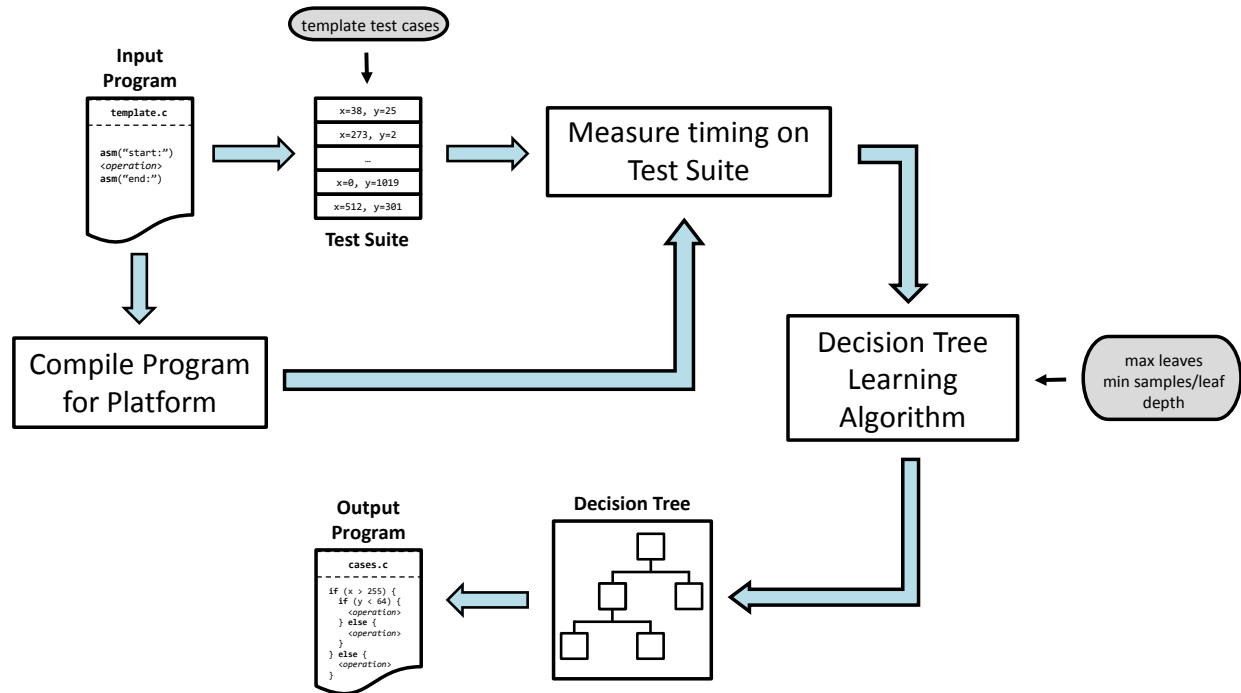 template test cases
Input
Program
template.c
asm(“start:”)
<operation>
asm(“end:”)
x=38, y=25
x=273, y=2
…
x=0, y=1019
x=512, y=301
Test Suite
Measure timing on
Test Suite
Compile Program
for Platform
Decision Tree
Learning
Algorithm
max leaves
min samples/leaf
depth
Decision Tree
Output
Program
cases.c
if (x > 255) {
if (y < 64) {
<operation>
} else {
<operation>
}
} else {
<operation>
}